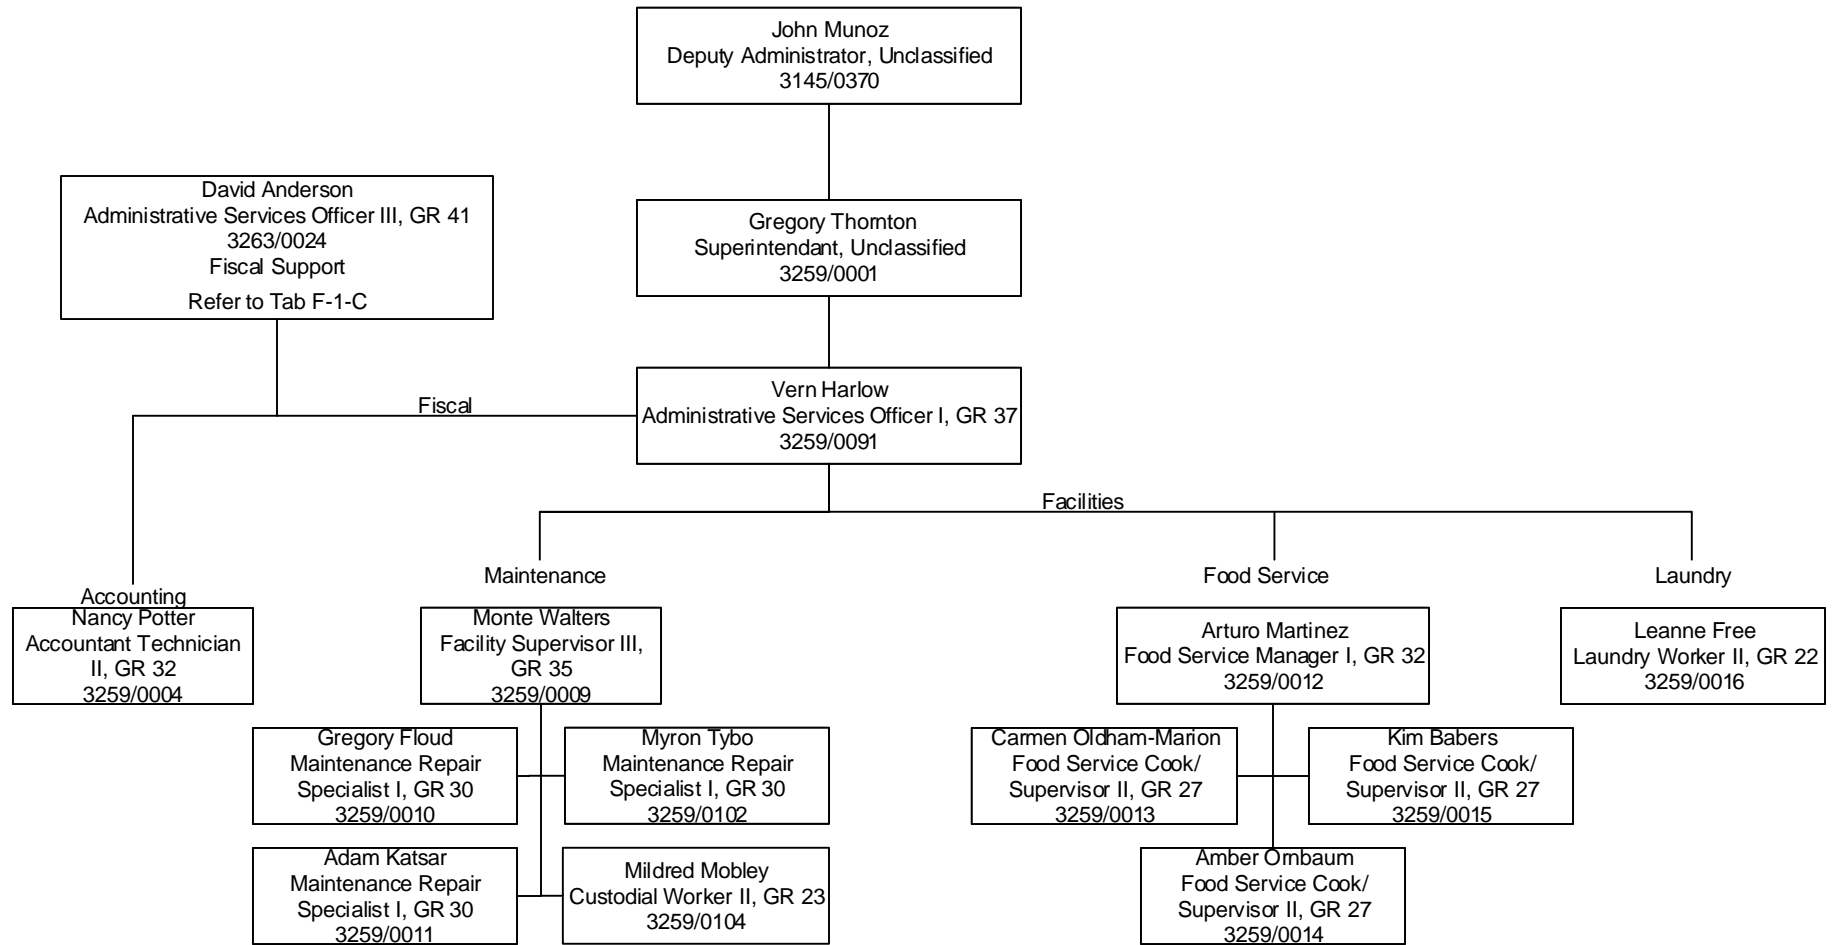 John Munoz
Deputy Administrator, Unclassified
3145/0370
David Anderson
Administrative Services Officer III, GR 41
3263/0024
Fiscal Support
Refer to Tab F-1-C
Gregory Thornton
Superintendant, Unclassified
3259/0001
Vern Harlow
Administrative Services Officer I, GR 37
3259/0091
Fiscal
Facilities
Accounting
Nancy Potter
Accountant Technician
II, GR 32
3259/0004
Maintenance
Monte Walters
Facility Supervisor III,
GR 35
3259/0009
Gregory Floud
Maintenance Repair
Specialist I, GR 30
3259/0010
Myron Tybo
Maintenance Repair
Specialist I, GR 30
3259/0102
Adam Katsar
Maintenance Repair
Specialist I, GR 30
3259/0011
Mildred Mobley
Custodial Worker II, GR 23
3259/0104
Food Service
Arturo Martinez
Food Service Manager I, GR 32
3259/0012
Carmen Oldham-Marion
Food Service Cook/
Supervisor II, GR 27
3259/0013
Kim Babers
Food Service Cook/
Supervisor II, GR 27
3259/0015
Amber Ornbaum
Food Service Cook/
Supervisor II, GR 27
3259/0014
Laundry
Leanne Free
Laundry Worker II, GR 22
3259/0016